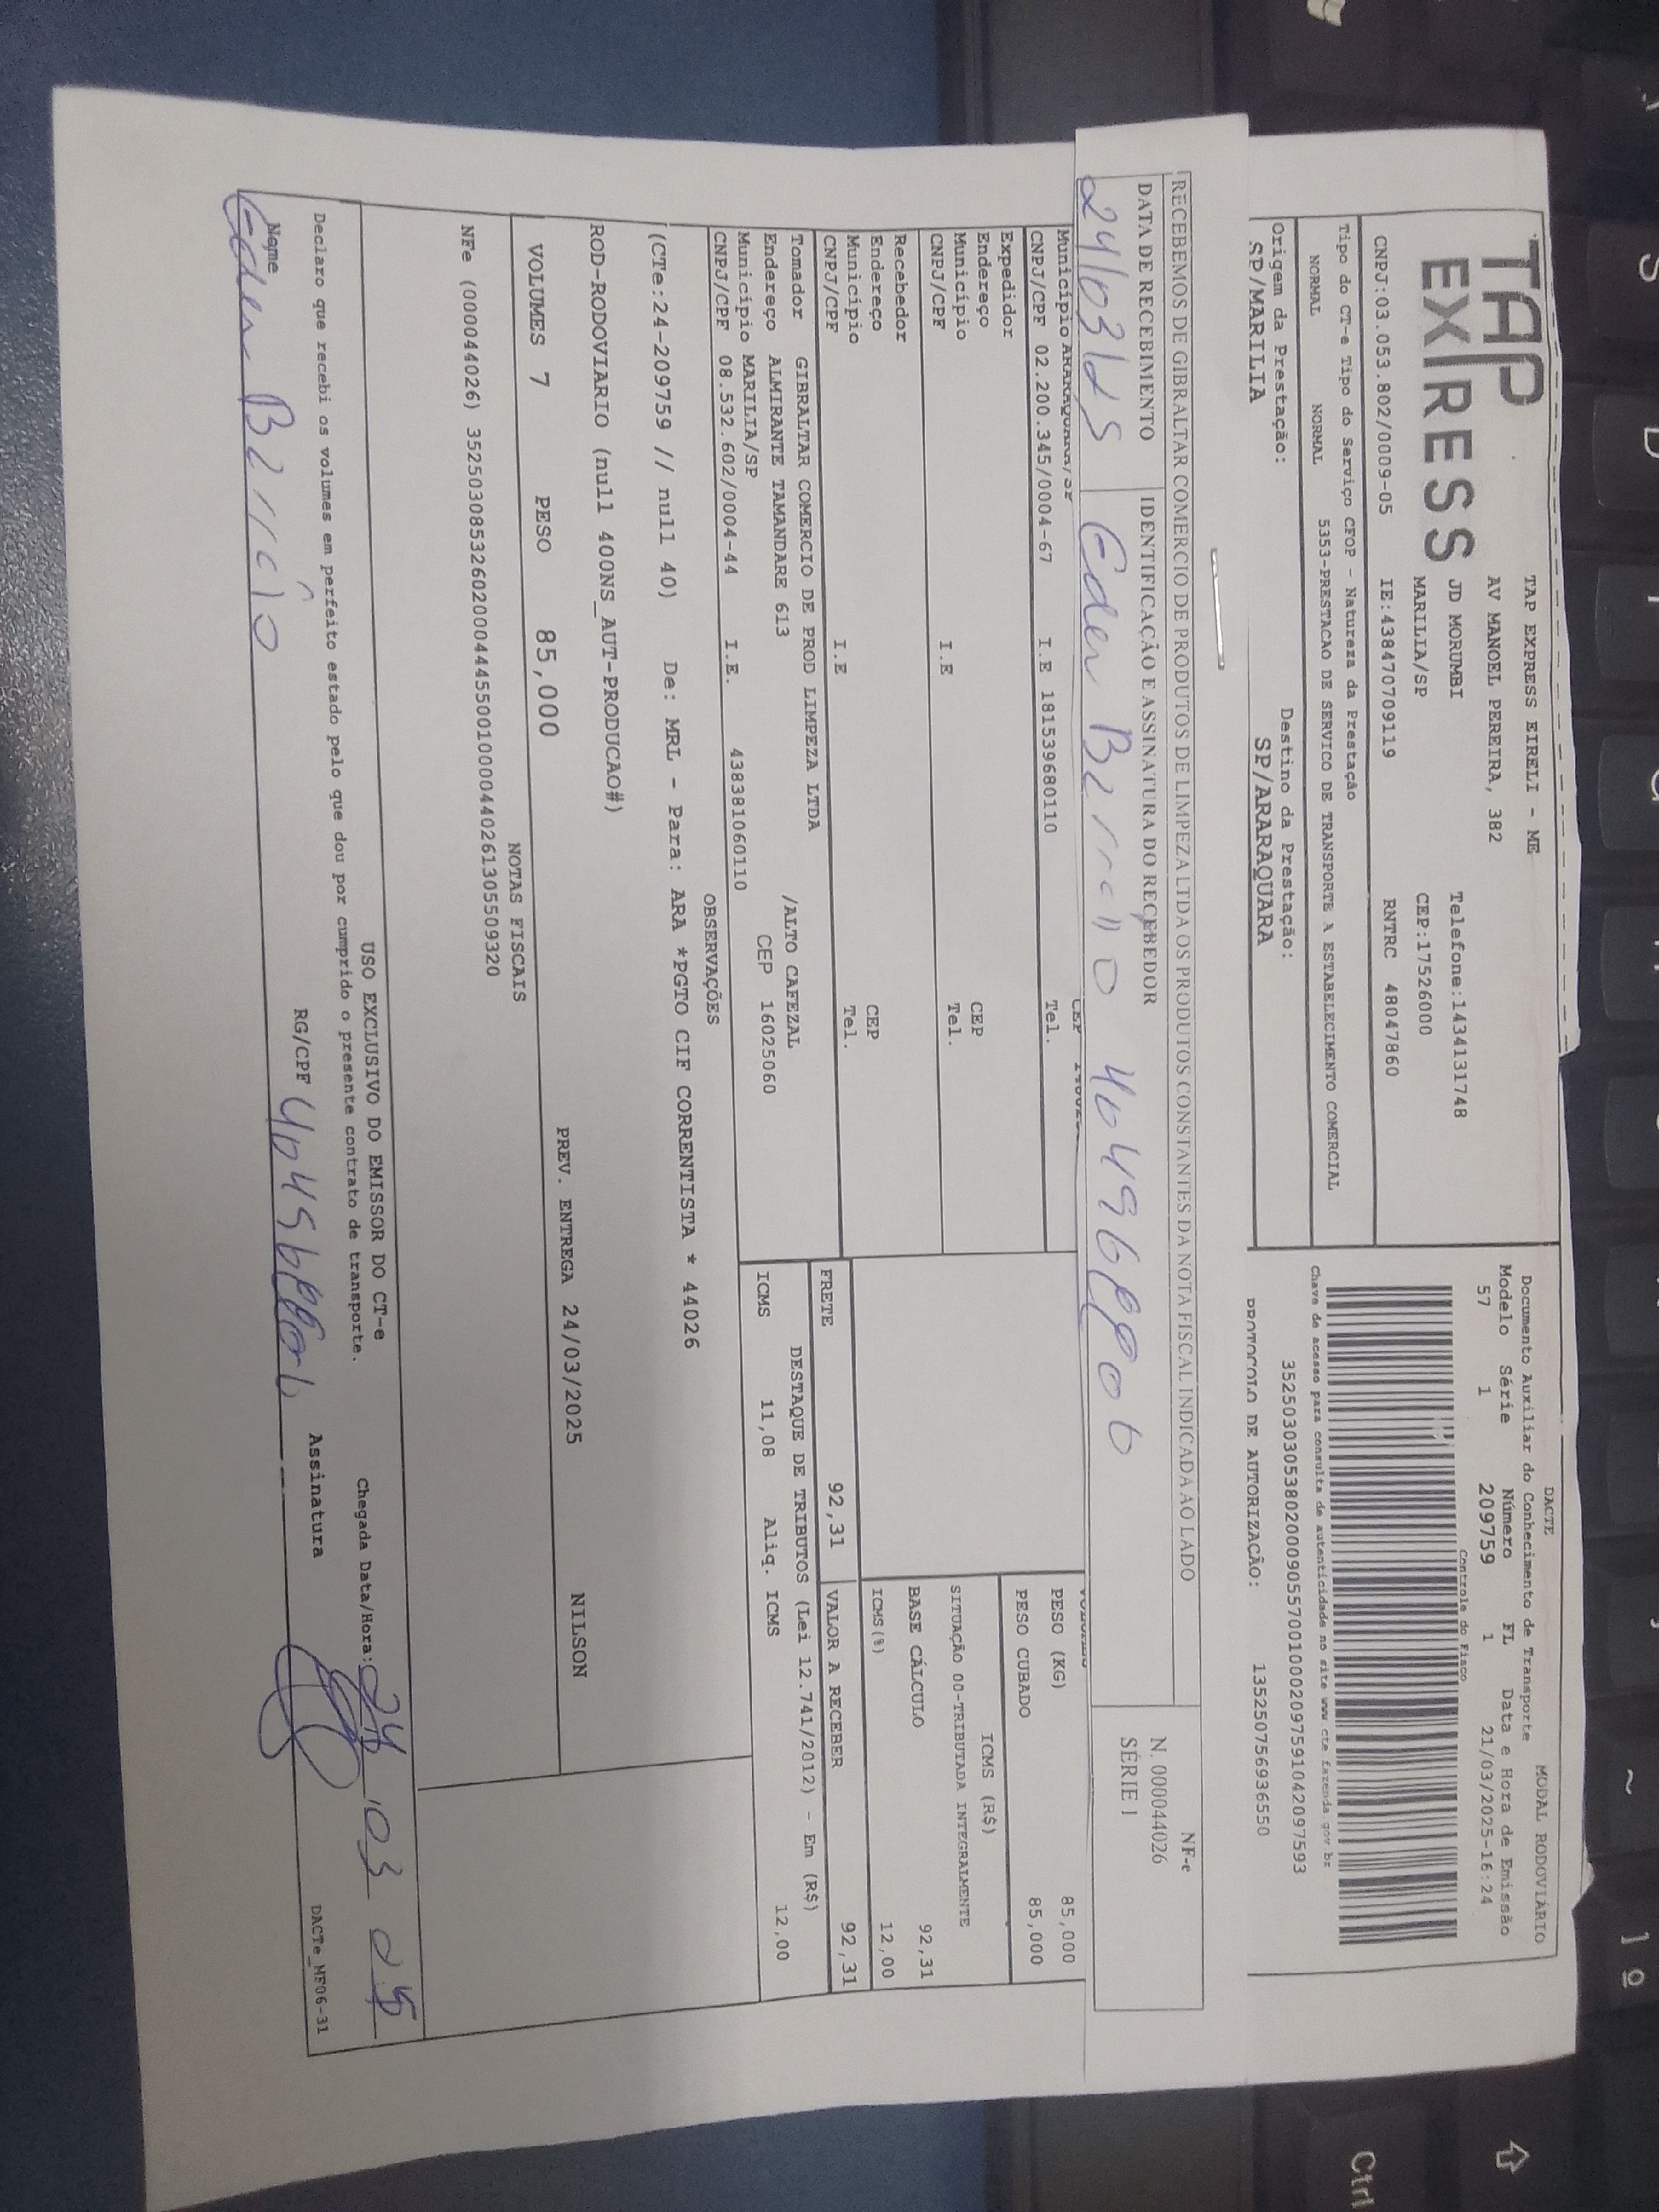 TAP
EXPRESS
TAP EXPRESS EIRELI - ME
AV MANOEL PEREIRA, 382
JD MORUMBI Telefone:1434131748
MARILIA/SP CEP:17526000
CNPJ:03.053.802/0009-05 IE:438470709119 RNTRC 48047860
Tipo do CT-e Tipo do Serviço CFOP - Natureza da Prestação
NORMAL NORMAL 5353-PRESTACAO DE SERVICO DE TRANSPORTE A ESTABELECIMENTO COMERCIAL
Origem da Prestação: Destino da Prestação:
SP/MARILIA SP/ARARAQUARA
DACTE MODAL RODOVIÁRIO
Documento Auxiliar do Conhecimento de Transporte
Modelo Série Número FL Data e Hora de Emissão
57 1 209759 1 21/03/2025-16:24
Controle do Fisco
Chave de acesso para consulta de autenticidade no site www cte fazenda gov br
35250303053802000905570010002097591042097593
PROTOCOLO DE AUTORIZAÇÃO: 135250756936550
RECEBEMOS DE GIBRALTAR COMERCIO DE PRODUTOS DE LIMPEZA LTDA OS PRODUTOS CONSTANTES DA NOTA FISCAL INDICADA AO LADO
DATA DE RECEBIMENTO IDENTIFICAÇÃO E ASSINATURA DO RECEBEDOR
24/03/25 Eder
NF-e
N. 000044026
SÉRIE 1
Município ARARAQUARA/SP CEP
CNPJ/CPF 02.200.345/0004-67 I.E 181539680110 Tel.
Expedidor
Endereço CEP
Município Tel.
CNPJ/CPF I.E
Recebedor
Endereço CEP
Município Tel.
CNPJ/CPF I.E
Tomador GIBRALTAR COMERCIO DE PROD LIMPEZA LTDA
Endereço ALMIRANTE TAMANDARE 613 /ALTO CAFEZAL
Município MARILIA/SP CEP 16025060
CNPJ/CPF 08.532.602/0004-44 I.E. 438381060110
PESO (KG) 85,000
PESO CUBADO 85,000
ICMS (R$)
SITUAÇÃO 00-TRIBUTADA INTEGRALMENTE
BASE CÁLCULO 92,31
ICMS(%) 12,00
FRETE 92,31 VALOR A RECEBER 92,31
DESTAQUE DE TRIBUTOS (Lei 12.741/2012) - Em (R$)
ICMS 11,08 Aliq. ICMS 12,00
OBSERVAÇÕES
(CTe:24-209759 // null 40) De: MRL - Para: ARA *PGTO CIF CORRENTISTA * 44026
ROD-RODOVIARIO (null 400NS_AUT-PRODUCAO#)
VOLUMES 7 PESO 85,000 PREV. ENTREGA 24/03/2025 NILSON
NOTAS FISCAIS
NFe (000044026) 35250308532602000444550010000440261305509320
USO EXCLUSIVO DO EMISSOR DO CT-e
Declaro que recebi os volumes em perfeito estado pelo que dou por cumprido o presente contrato de transporte.
Chegada Data/Hora: 24 03 25
Nome Eder RG/CPF Assinatura
DACTe_MF06-31